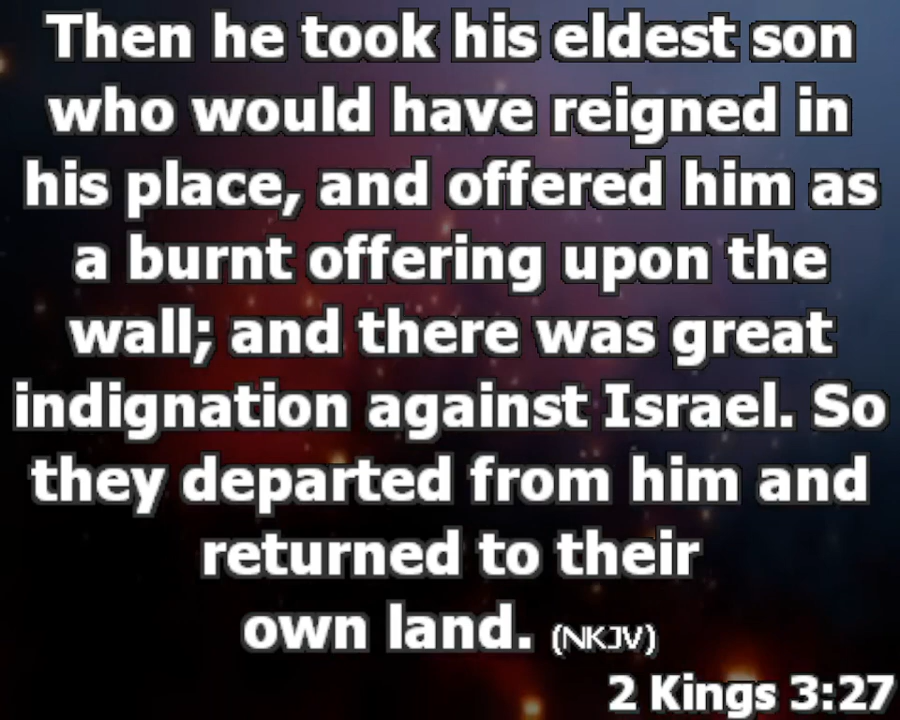 Then he took his eldest son
who would have reigned in
his place, and offered him as
a burnt offering upon the
wall; and there was great
indignation against Israel. So
they departed from him and
returned to their
own land. (NKJV)
2 Kings 3:27